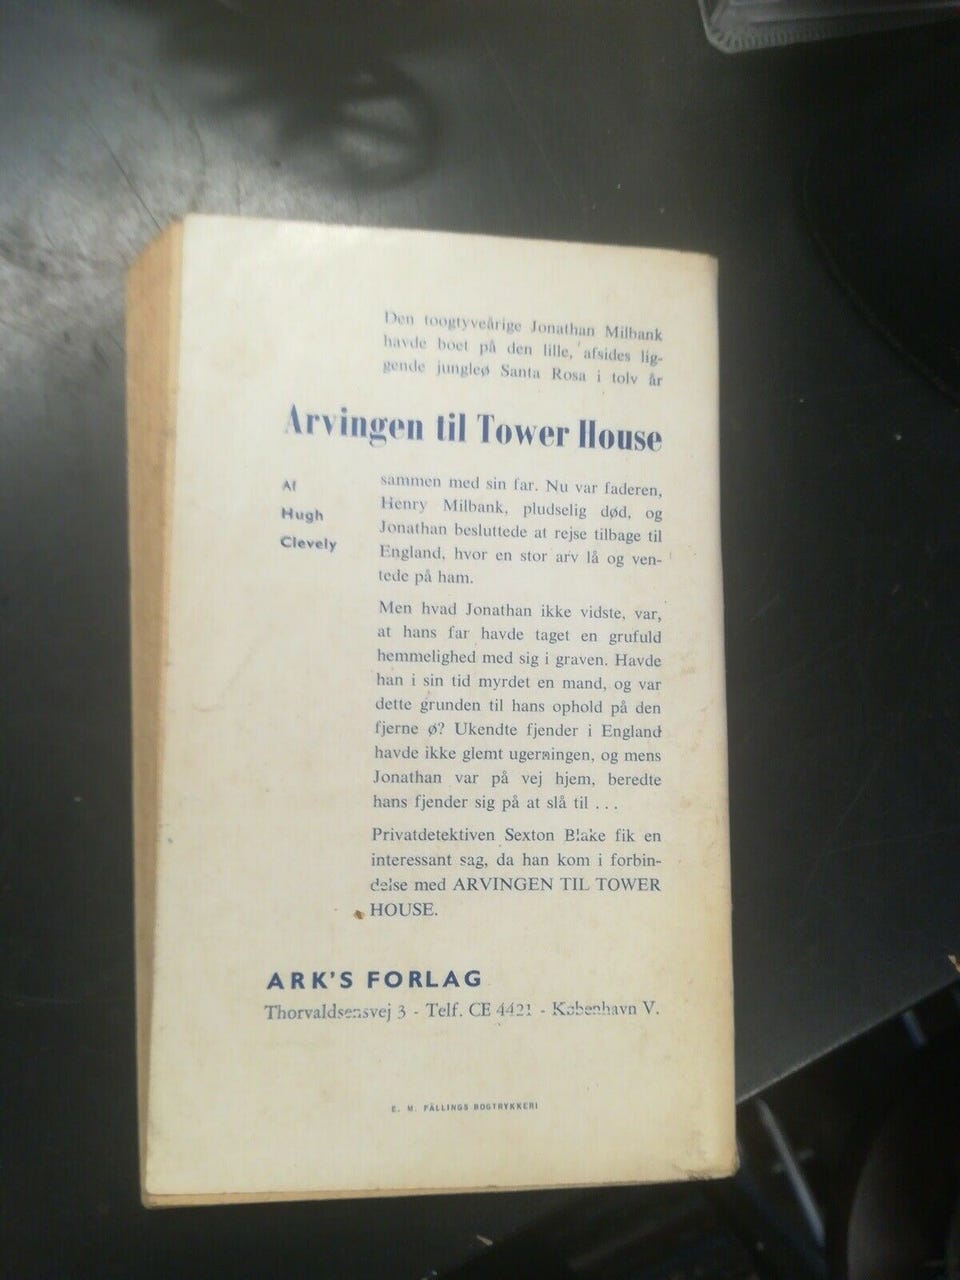 Den toogtyveårige Jonathan Milbank
havde boet på den lille, afsides lig-
gende jungleø Santa Rosa i tolv år
Arvingen til Tower House
Af
Hugh
Clevely
sammen med sin far. Nu var faderen,
Henry Milbank, pludselig død, og
Jonathan besluttede at rejse tilbage til
England, hvor en stor arv lå og ven-
tede på ham.
Men hvad Jonathan ikke vidste, var,
at hans far havde taget en grufuld
hemmelighed med sig i graven. Havde
han i sin tid myrdet en mand, og var
dette grunden til hans ophold på den
fjerne ø? Ukendte fjender i England
havde ikke glemt ugerningen, og mens
Jonathan var på vej hjem, beredte
hans fjender sig på at slå til . . .
Privatdetektiven Sexton Blake fik en
interessant sag, da han kom i forbin-
delse med ARVINGEN TIL TOWER
HOUSE.
ARK'S FORLAG
Thorvaldsensvej 3 - Telf. CE 4421 - København V.
E. M. FÄLLINGS BOGTRYKKERI